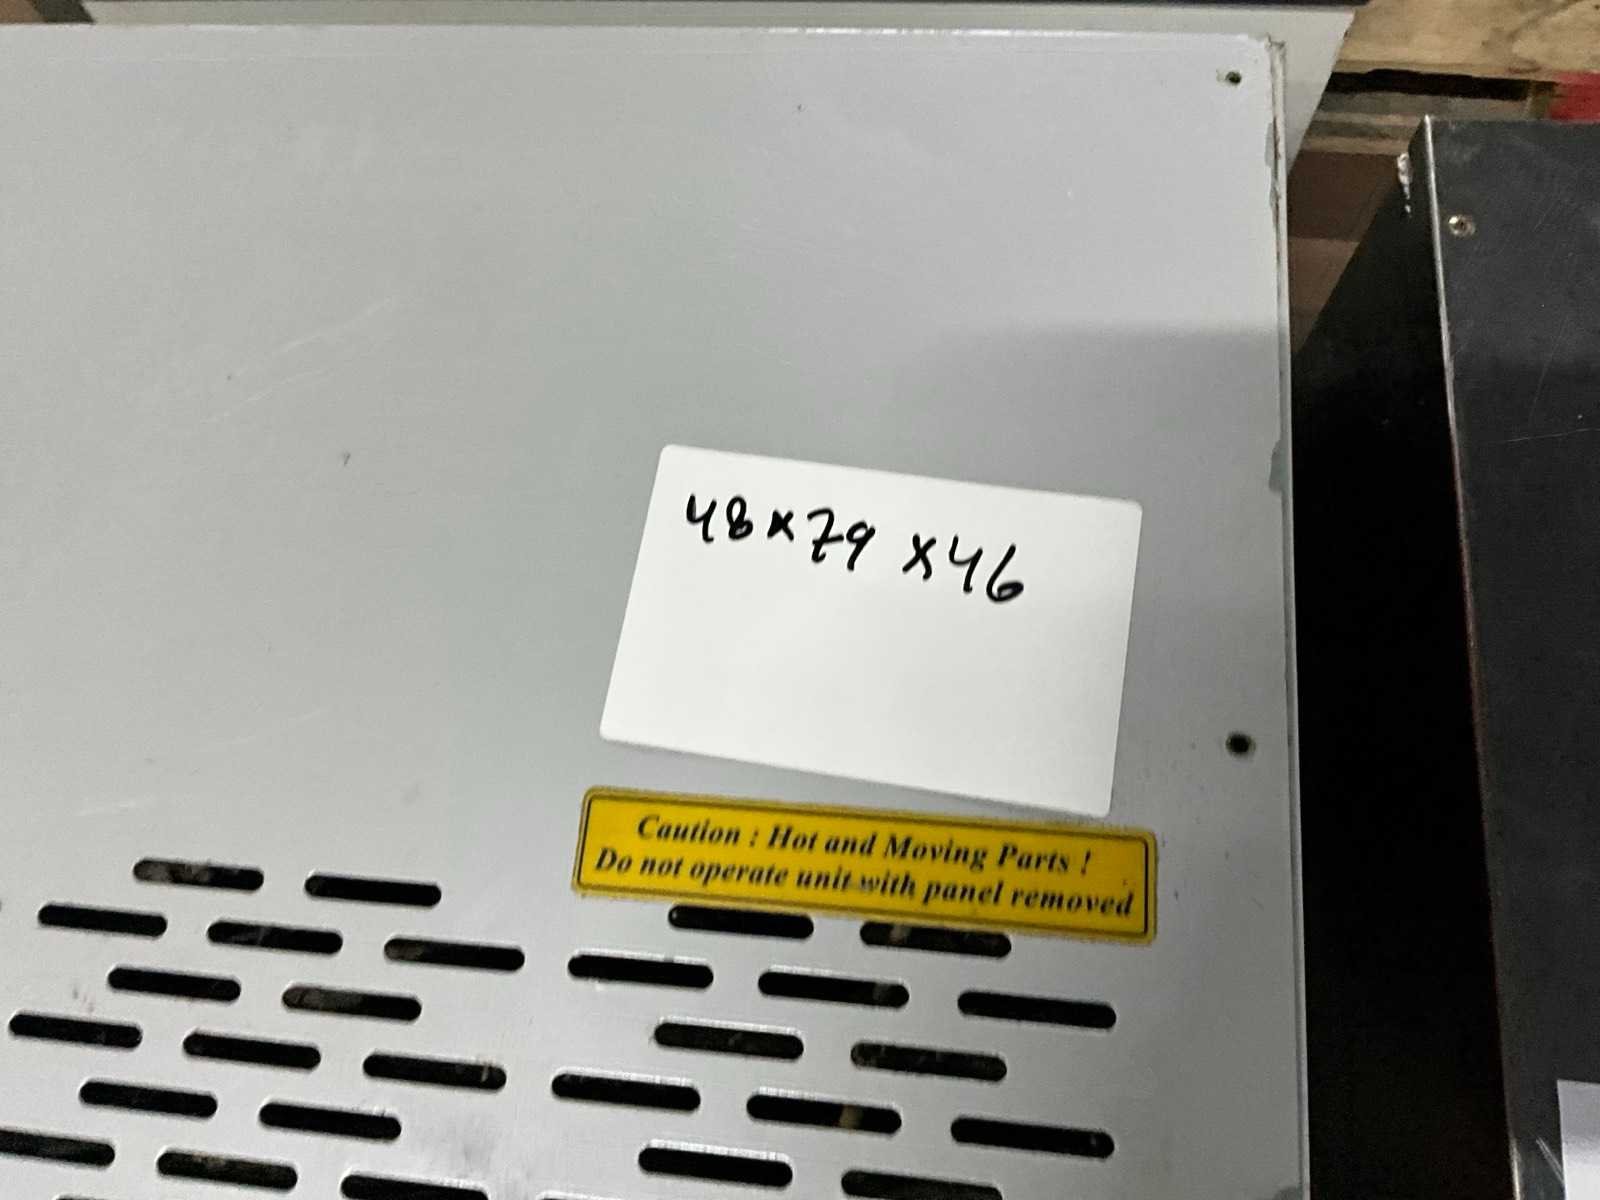 48x79 x46
Caution : Hot and Moving Parts !
Do not operate unit with panel removed